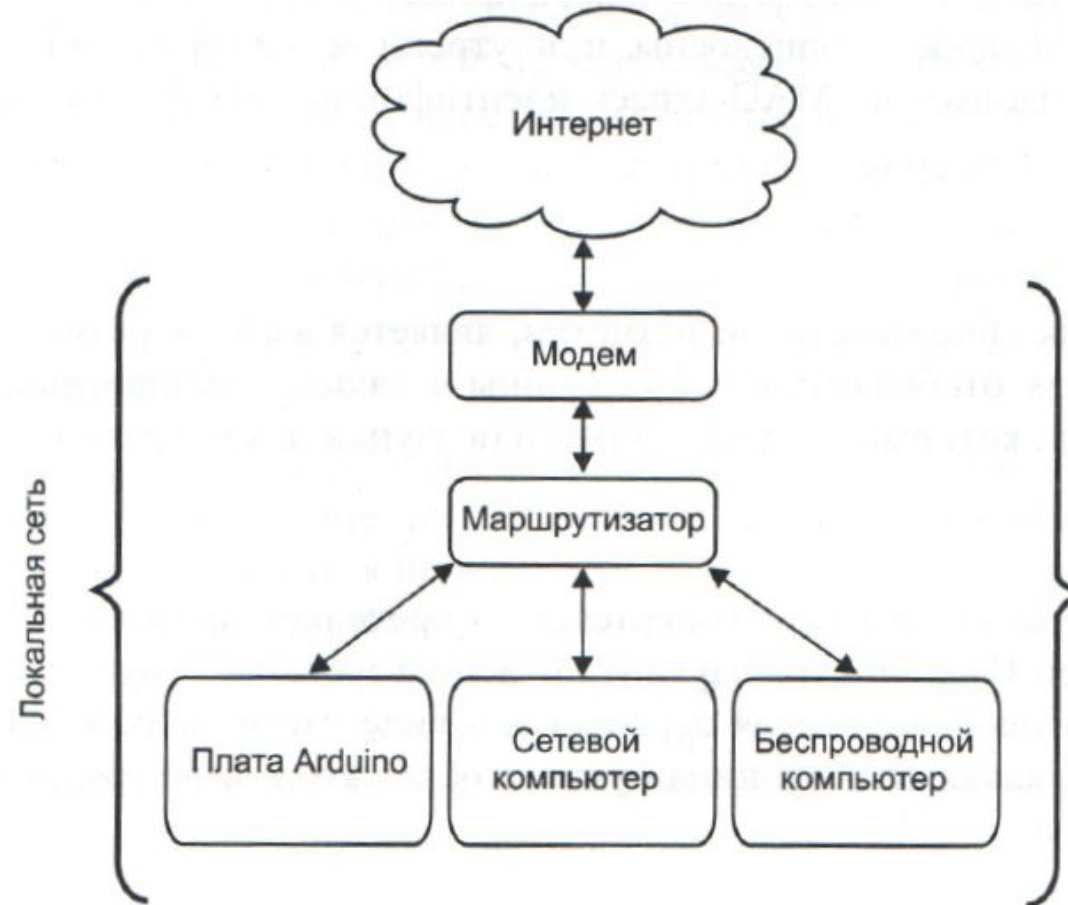 Интернет
Модем
Маршрутизатор
Локальная сеть
Плата Arduino
Сетевой
компьютер
Беспроводной
компьютер